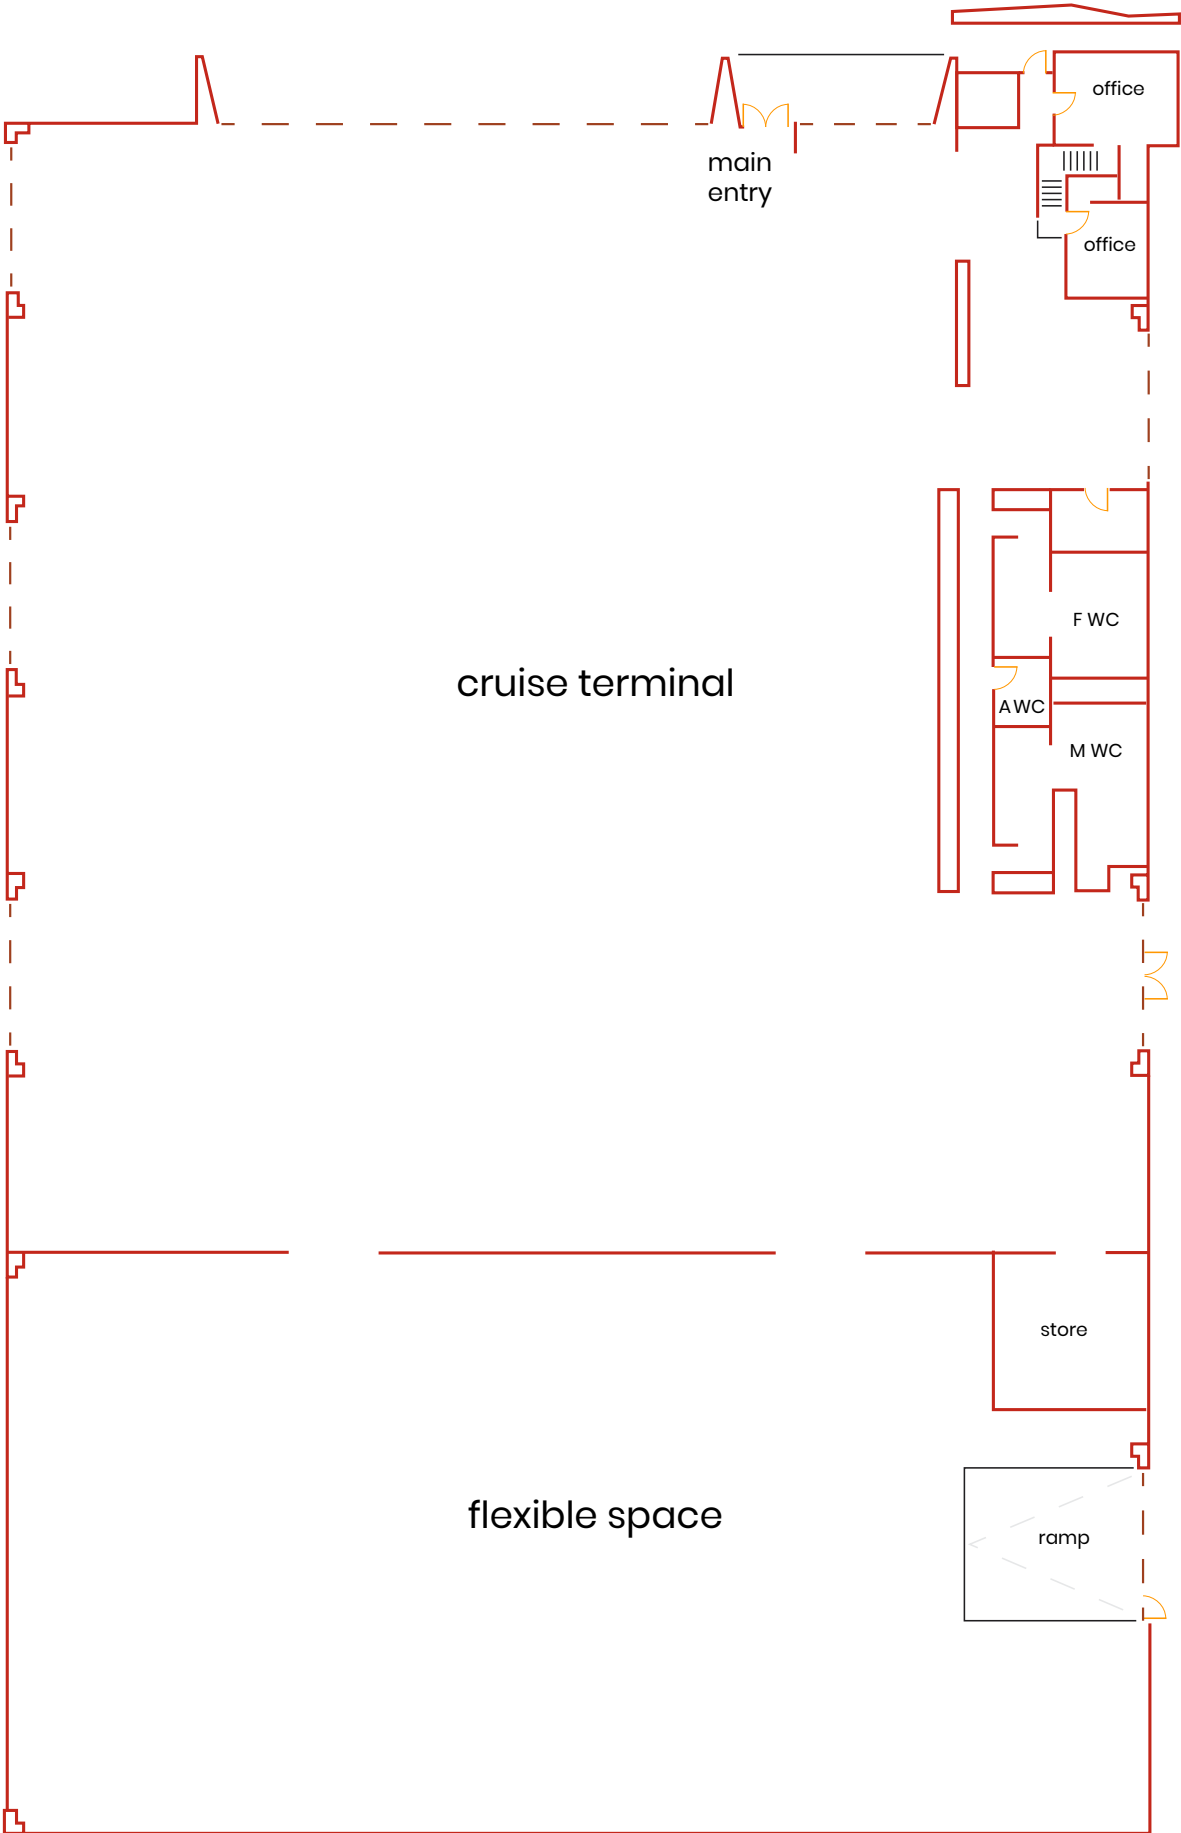 office
main
entry
office
F WC
cruise terminal
A WC
M WC
store
flexible space
ramp